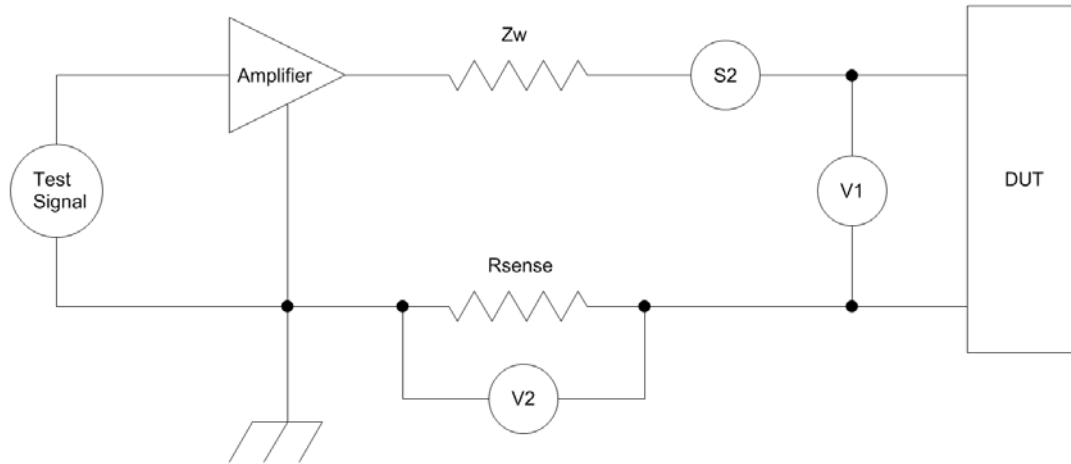 Zw
Amplifier
S2
Test
Signal
V1
DUT
Rsense
V2